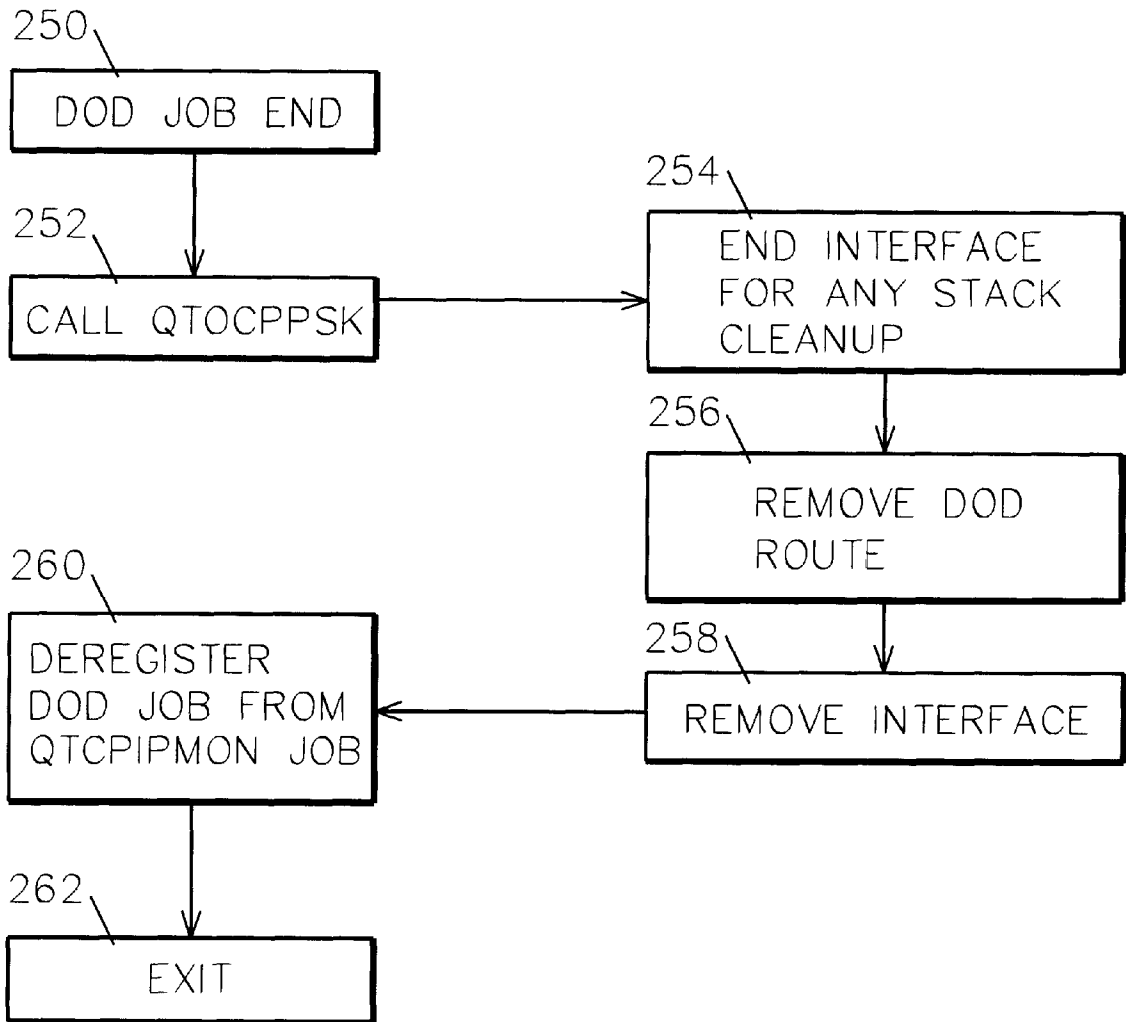 250
DOD JOB END
252
CALL QTOCPPSK
254
END INTERFACE
FOR ANY STACK
CLEANUP
256
REMOVE DOD
ROUTE
258
REMOVE INTERFACE
260
DEREGISTER
DOD JOB FROM
QTCPIPMON JOB
262
EXIT